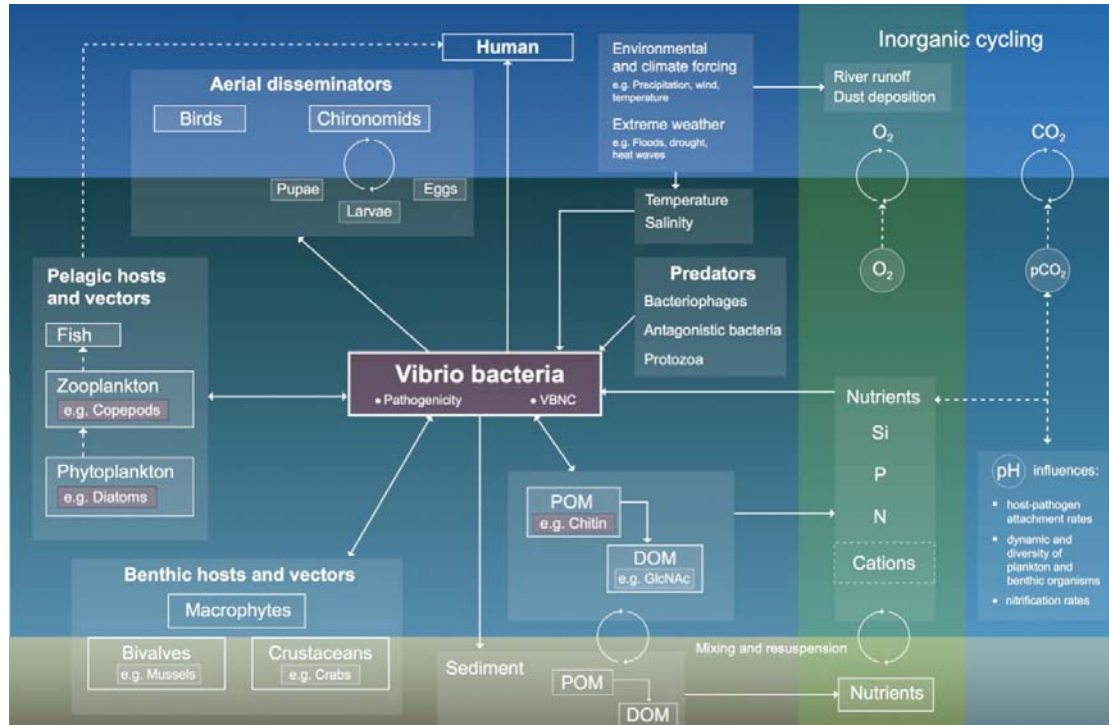 Human
Aerial disseminators
Birds
Chironomids
Pupae
Eggs
Larvae
Environmental
and climate forcing
e.g. Precipitation, wind,
temperature
Extreme weather
e.g. Floods, drought,
heat waves
Inorganic cycling
River runoff
Dust deposition
O₂
CO₂
Temperature
Salinity
O₂
pCO₂
Pelagic hosts
and vectors
Fish
Zooplankton
e.g. Copepods
Phytoplankton
e.g. Diatoms
Predators
Bacteriophages
Antagonistic bacteria
Protozoa
Vibrio bacteria
• Pathogenicity
• VBNC
Nutrients
Si
P
N
Cations
pH influences:
• host-pathogen
attachment rates
• dynamic and
diversity of
plankton and
benthic organisms
• nitrification rates
POM
e.g. Chitin
DOM
e.g. GlcNAc
Benthic hosts and vectors
Macrophytes
Bivalves
e.g. Mussels
Crustaceans
e.g. Crabs
Mixing and resuspension
Sediment
POM
DOM
Nutrients